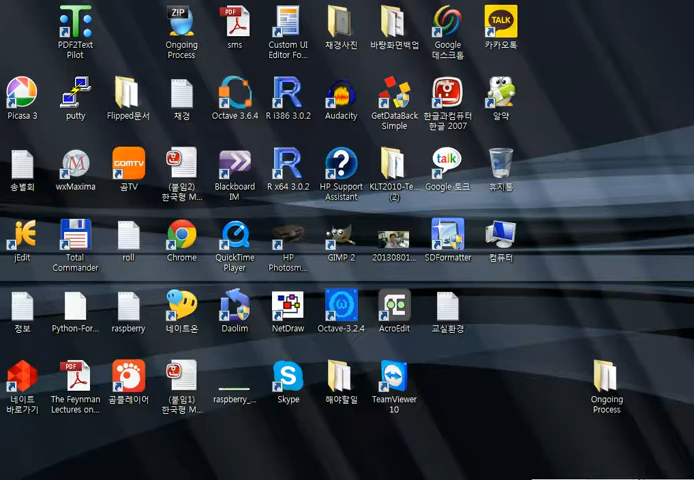 PDF2Text
Pilot
ZIP
Ongoing
Process
PDF
sms
Custom UI
Editor Fo...
재경사진
바탕화면백업
Google
데스크톱
TALK
카카오톡
Picasa 3
putty
Flipped문서
재경
Octave 3.6.4
R i386 3.0.2
Audacity
GetDataBack
Simple
한글과컴퓨터
한글 2007
알약
송별회
wxMaxima
GOMTV
곰TV
(붙임2)
한국형 M...
Blackboard
IM
R x64 3.0.2
HP Support
Assistant
KLT2010-Te...
(2)
talk
Google 토크
휴지통
jEdit
Total
Commander
roll
Chrome
QuickTime
Player
HP
Photosm...
GIMP 2
20130801...
SDFormatter
컴퓨터
정보
Python-For...
raspberry
네이트온
Daolim
NetDraw
Octave-3.2.4
AcroEdit
교실환경
네이트
바로가기
PDF
The Feynman
Lectures on...
곰플레이어
(붙임1)
한국형 M...
raspberry_...
Skype
해야할일
TeamViewer
10
Ongoing
Process